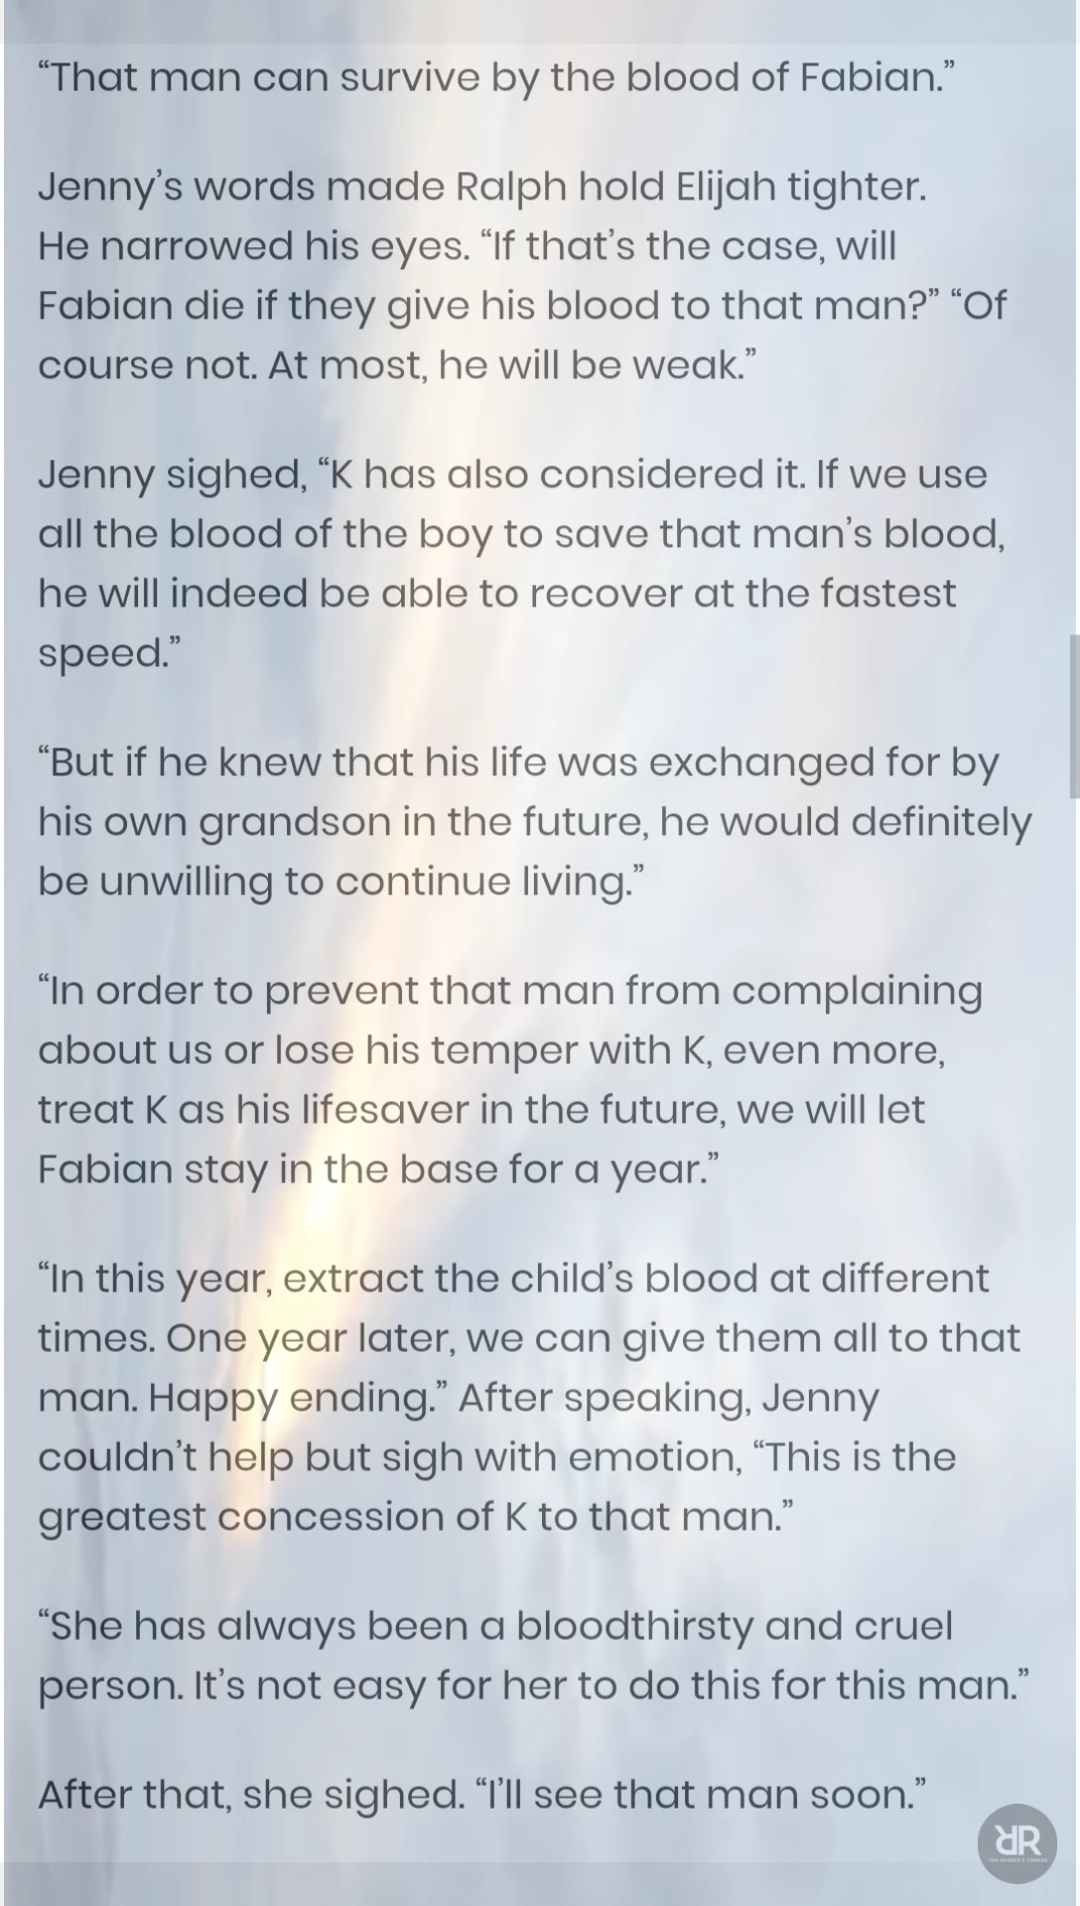 “That man can survive by the blood of Fabian.”
Jenny’s words made Ralph hold Elijah tighter.
He narrowed his eyes. “If that’s the case, will
Fabian die if they give his blood to that man?” “Of
course not. At most, he will be weak.”
Jenny sighed, “K has also considered it. If we use
all the blood of the boy to save that man’s blood,
he will indeed be able to recover at the fastest
speed.”
“But if he knew that his life was exchanged for by
his own grandson in the future, he would definitely
be unwilling to continue living.”
“In order to prevent that man from complaining
about us or lose his temper with K, even more,
treat K as his lifesaver in the future, we will let
Fabian stay in the base for a year.”
“In this year, extract the child’s blood at different
times. One year later, we can give them all to that
man. Happy ending.” After speaking, Jenny
couldn’t help but sigh with emotion, “This is the
greatest concession of K to that man.”
“She has always been a bloodthirsty and cruel
person. It’s not easy for her to do this for this man.”
After that, she sighed. “I’ll see that man soon.”
RR